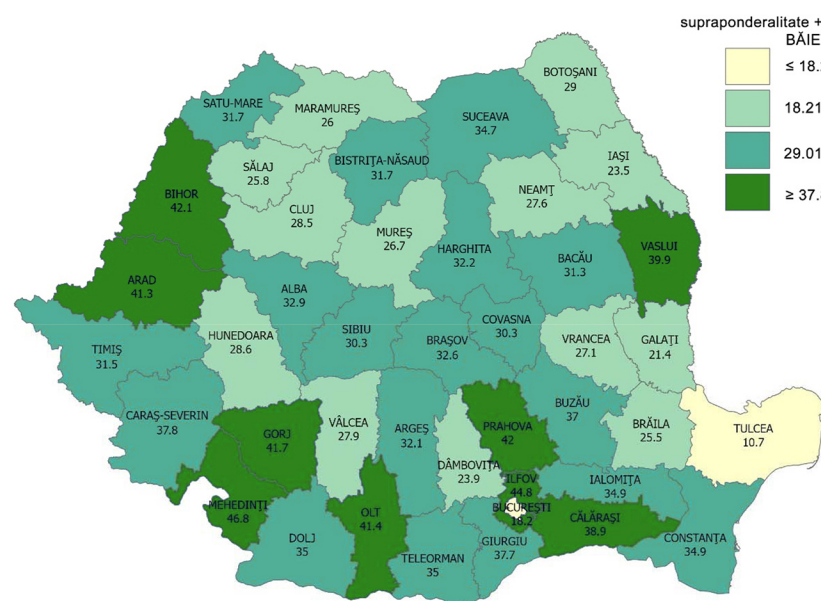 supraponderalitate +
BĂIE
≤ 18.
18.21
29.01
≥ 37.
BOTOȘANI
29
SATU-MARE
31.7
MARAMUREȘ
26
SUCEAVA
34.7
IAȘI
23.5
BISTRIȚA-NĂSAUD
31.7
SĂLAJ
25.8
NEAMȚ
27.6
BIHOR
42.1
CLUJ
28.5
MUREȘ
26.7
HARGHITA
32.2
BACĂU
31.3
VASLUI
39.9
ARAD
41.3
ALBA
32.9
COVASNA
30.3
SIBIU
30.3
HUNEDOARA
28.6
BRAȘOV
32.6
VRANCEA
27.1
GALAȚI
21.4
TIMIȘ
31.5
CARAȘ-SEVERIN
37.8
BUZĂU
37
GORJ
41.7
VÂLCEA
27.9
ARGEȘ
32.1
PRAHOVA
42
BRĂILA
25.5
TULCEA
10.7
DÂMBOVIȚA
23.9
ILFOV
44.8
IALOMIȚA
34.9
MEHEDINȚI
46.8
OLT
41.4
BUCUREȘTI
18.2
CĂLĂRAȘI
38.9
DOLJ
35
GIURGIU
37.7
CONSTANȚA
34.9
TELEORMAN
35